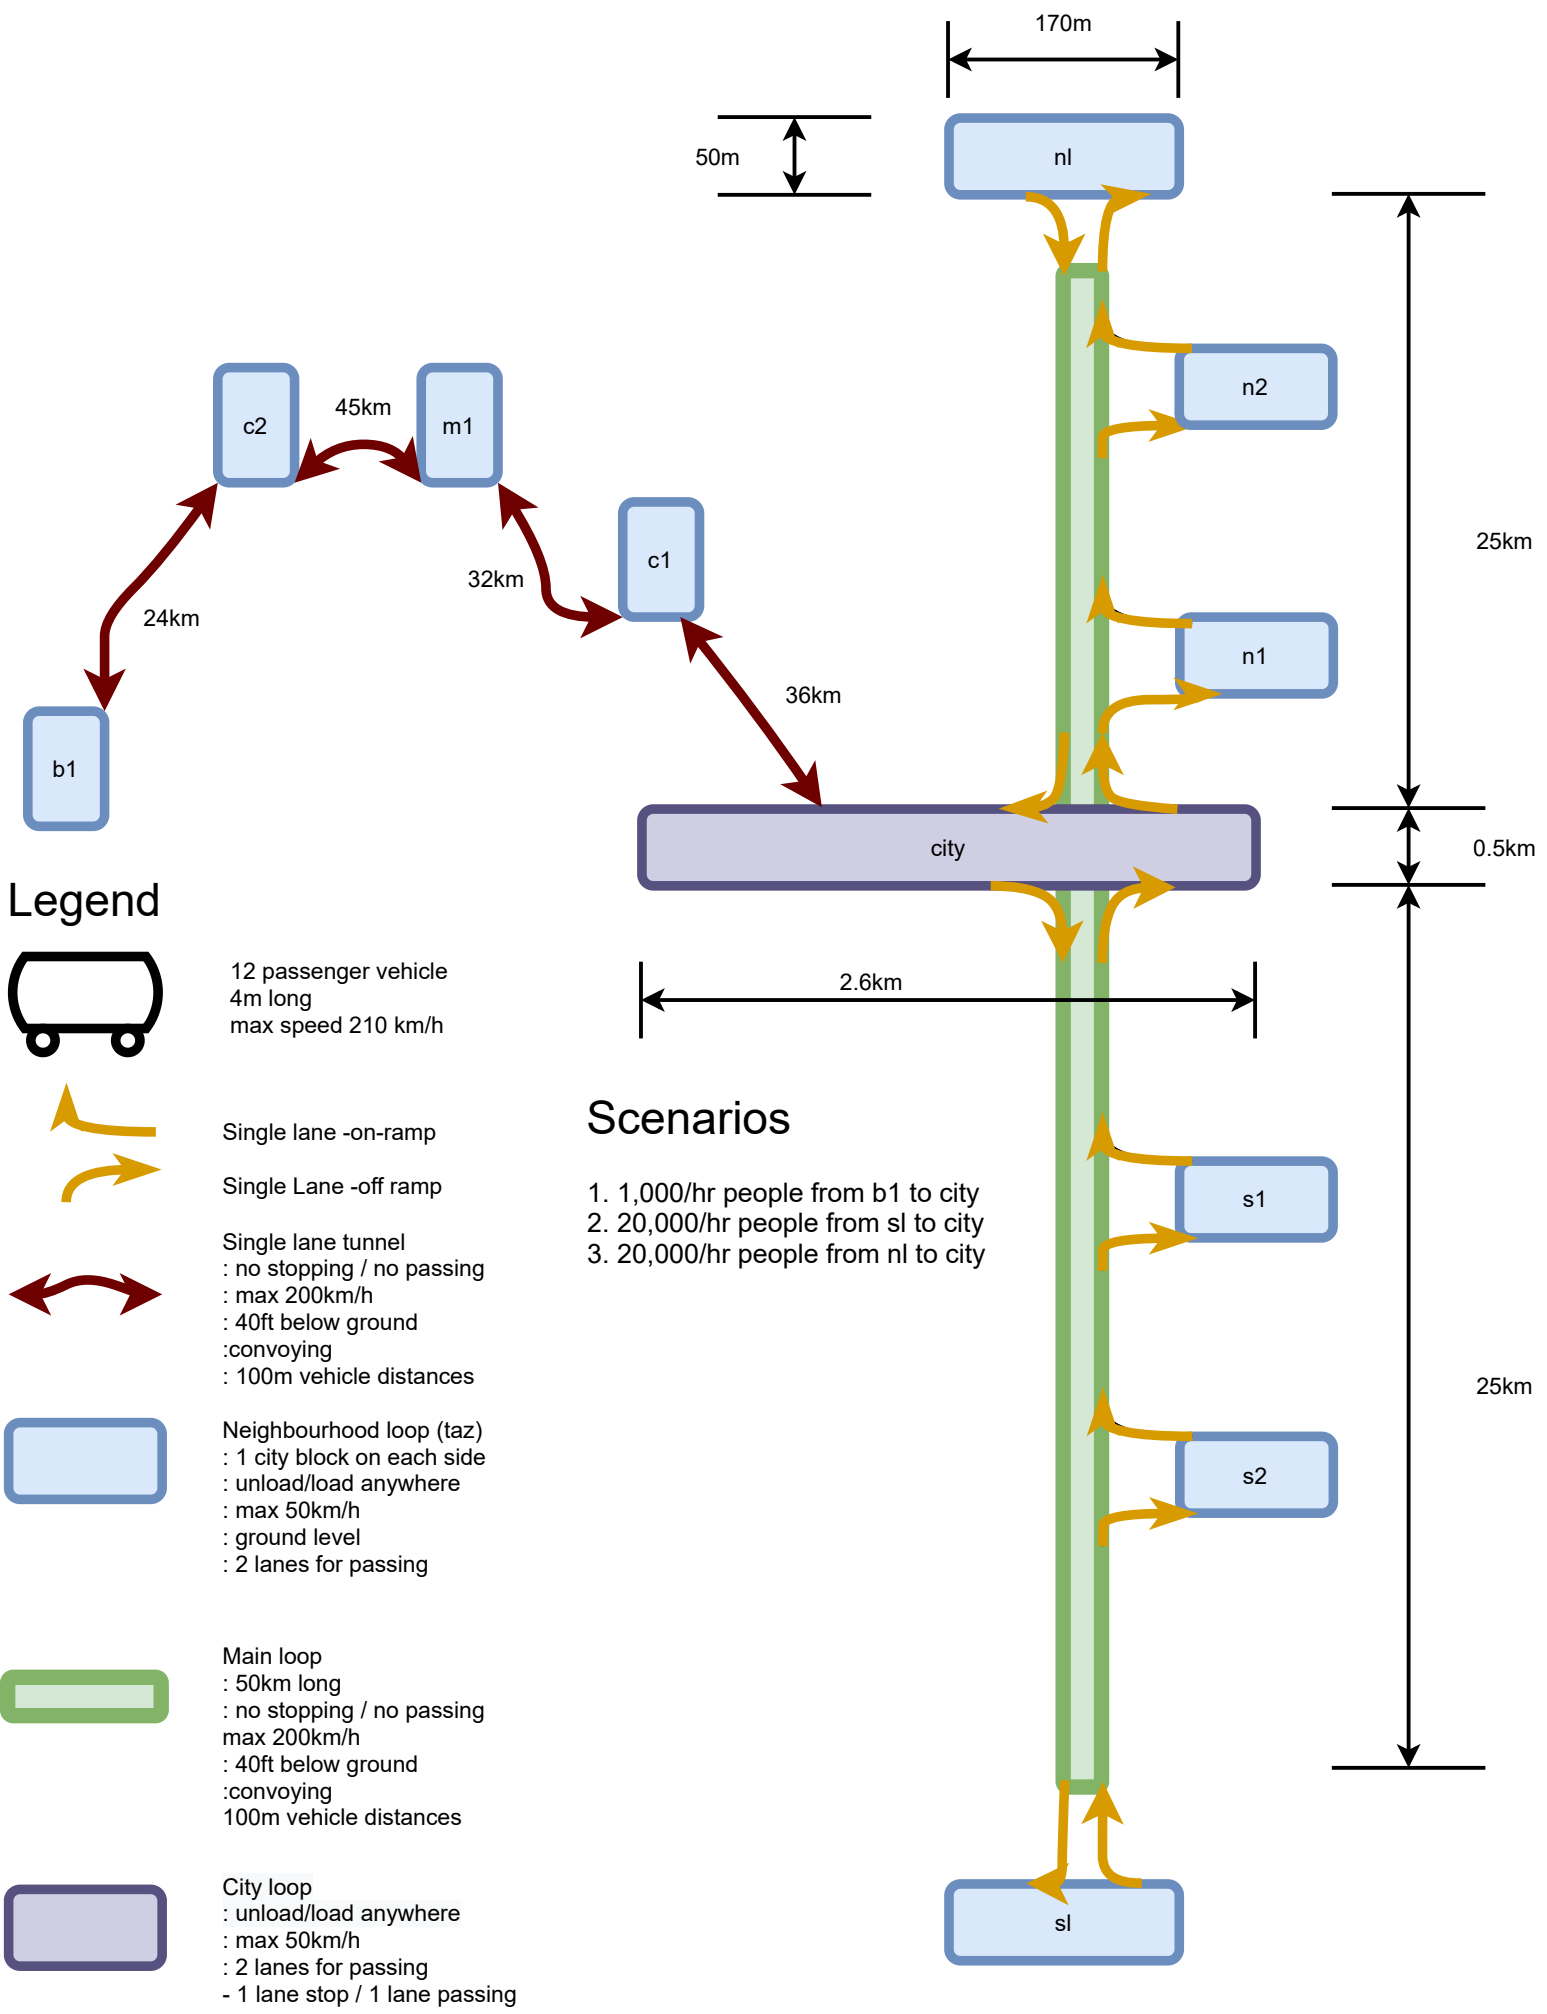 170m
50m
nl
n2
25km
n1
c2
45km
m1
c1
32km
24km
36km
b1
city
0.5km
2.6km
s1
25km
s2
sl
Legend
12 passenger vehicle
4m long
max speed 210 km/h
Single lane -on-ramp
Single Lane -off ramp
Single lane tunnel
: no stopping / no passing
: max 200km/h
: 40ft below ground
:convoying
: 100m vehicle distances
Neighbourhood loop (taz)
: 1 city block on each side
: unload/load anywhere
: max 50km/h
: ground level
: 2 lanes for passing
Main loop
: 50km long
: no stopping / no passing
max 200km/h
: 40ft below ground
:convoying
100m vehicle distances
City loop
: unload/load anywhere
: max 50km/h
: 2 lanes for passing
- 1 lane stop / 1 lane passing
Scenarios
1. 1,000/hr people from b1 to city
2. 20,000/hr people from sl to city
3. 20,000/hr people from nl to city